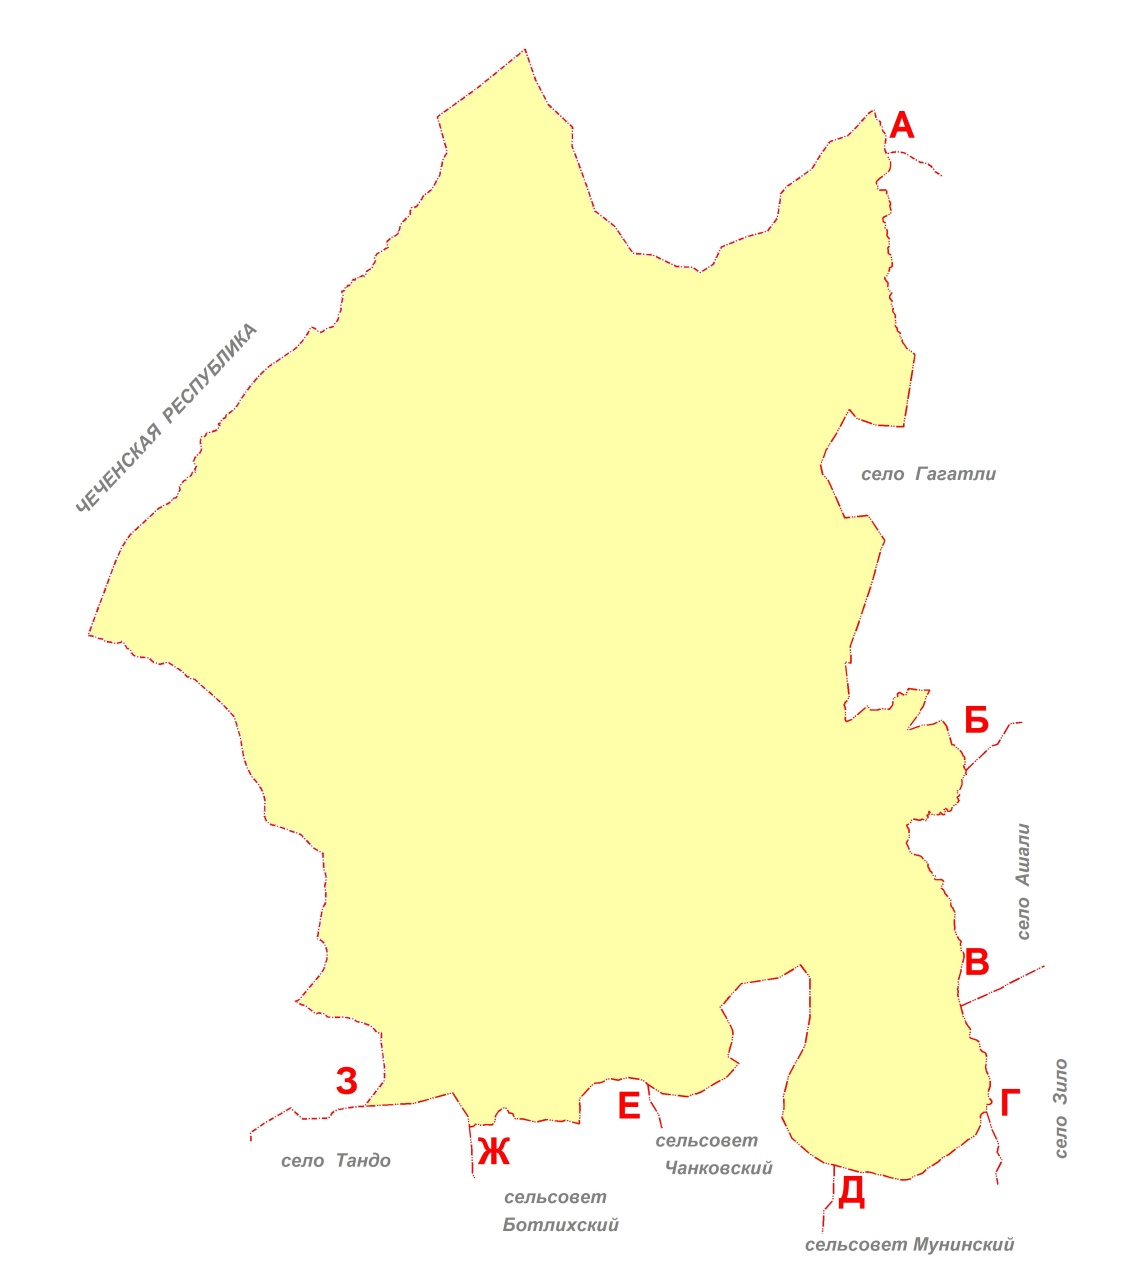 А
ЧЕЧЕНСКАЯ РЕСПУБЛИКА
село Гагатли
Б
село Ашали
В
село Зило
Г
З
Е
Ж
село Тандо
сельсовет
Чанковский
Д
сельсовет
Ботлихский
сельсовет Мунинский